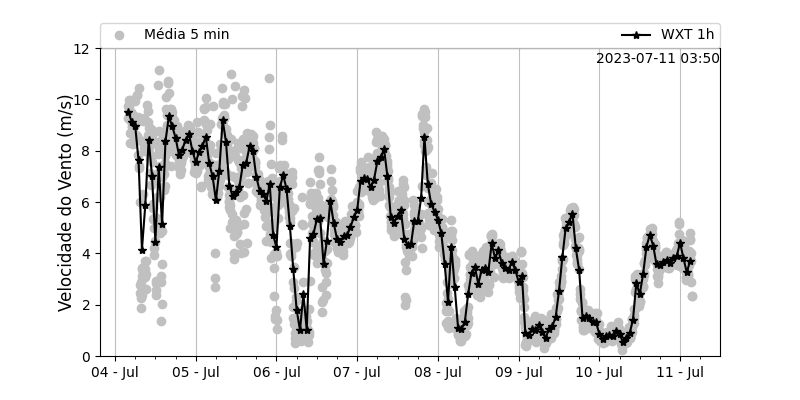 Média 5 min
WXT 1h
2023-07-11 03:50
Velocidade do Vento (m/s)
12
10
8
6
4
2
0
04 - Jul 05 - Jul 06 - Jul 07 - Jul 08 - Jul 09 - Jul 10 - Jul 11 - Jul